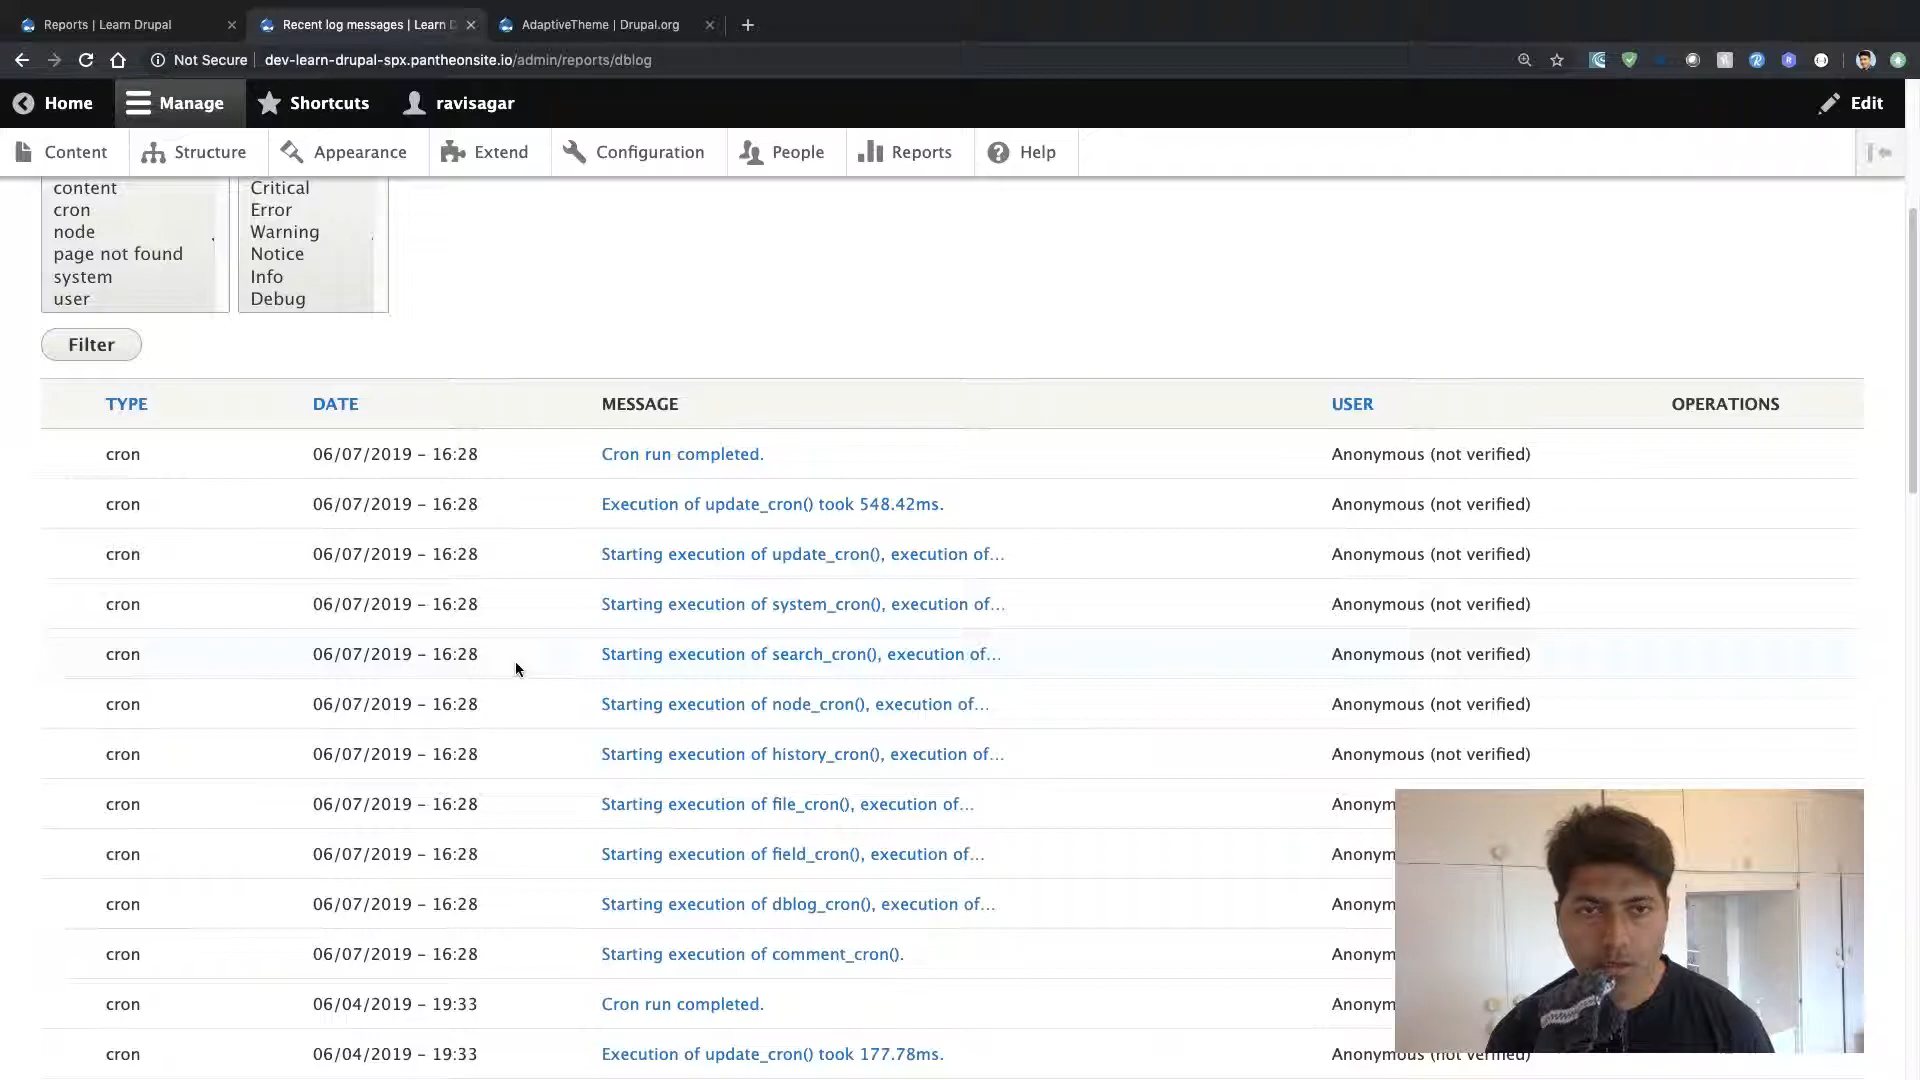 Reports | Learn Drupal
Recent log messages | Learn D
AdaptiveTheme | Drupal.org
Not Secure
dev-learn-drupal-spx.pantheonsite.io/admin/reports/dblog
Home
Manage
Shortcuts
ravisagar
Edit
Content
Structure
Appearance
Extend
Configuration
People
Reports
Help
content
cron
node
page not found
system
user
Critical
Error
Warning
Notice
Info
Debug
Filter
TYPE DATE MESSAGE USER OPERATIONS
cron 06/07/2019 – 16:28 Cron run completed. Anonymous (not verified)
cron 06/07/2019 – 16:28 Execution of update_cron() took 548.42ms. Anonymous (not verified)
cron 06/07/2019 – 16:28 Starting execution of update_cron(), execution of… Anonymous (not verified)
cron 06/07/2019 – 16:28 Starting execution of system_cron(), execution of… Anonymous (not verified)
cron 06/07/2019 – 16:28 Starting execution of search_cron(), execution of… Anonymous (not verified)
cron 06/07/2019 – 16:28 Starting execution of node_cron(), execution of… Anonymous (not verified)
cron 06/07/2019 – 16:28 Starting execution of history_cron(), execution of… Anonymous (not verified)
cron 06/07/2019 – 16:28 Starting execution of file_cron(), execution of… Anonym
cron 06/07/2019 – 16:28 Starting execution of field_cron(), execution of… Anonym
cron 06/07/2019 – 16:28 Starting execution of dblog_cron(), execution of… Anonym
cron 06/07/2019 – 16:28 Starting execution of comment_cron(). Anonym
cron 06/04/2019 – 19:33 Cron run completed. Anonym
cron 06/04/2019 – 19:33 Execution of update_cron() took 177.78ms. Anonymous (not verified)